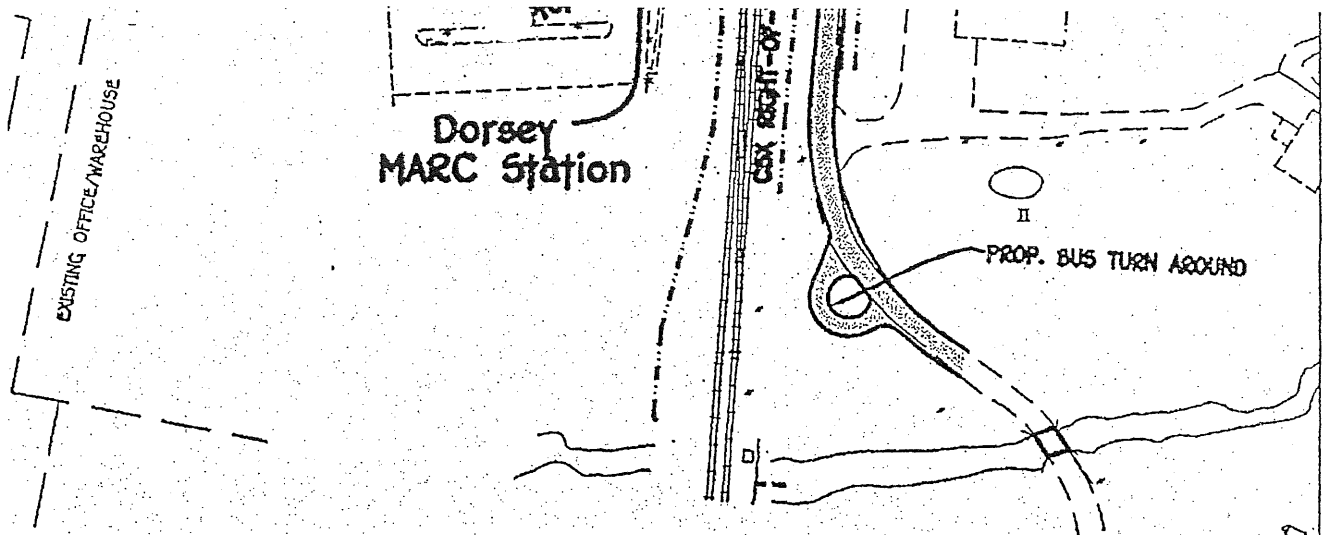 Dorsey
MARC Station
EXISTING OFFICE/WAREHOUSE
CSX RIGHT-OF-
II
PROP. BUS TURN AROUND